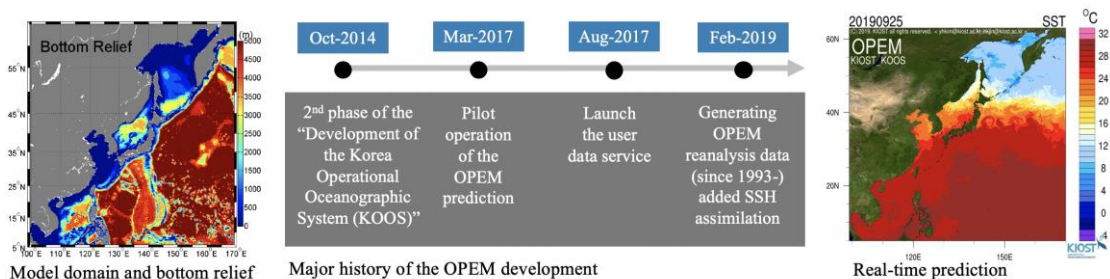 Bottom Relief
(m)
5000
4500
4000
3500
3000
2500
2000
1500
1000
500
0
55°N
45°N
35°N
25°N
15°N
5°N
100°E 110°E 120°E 130°E 140°E 150°E 160°E 170°E
Model domain and bottom relief
Oct-2014
Mar-2017
Aug-2017
Feb-2019
2nd phase of the
“Development of
the Korea
Operational
Oceanographic
System (KOOS)”
Pilot
operation
of the
OPEM
prediction
Launch
the user
data service
Generating
OPEM
reanalysis data
(since 1993-)
added SSH
assimilation
Major history of the OPEM development
20190925 SST
OPEM
KIOST KOOS
60N
40N
20N
120E 150E
°C
32
28
24
20
16
12
8
4
0
-4
KIOST
Real-time prediction